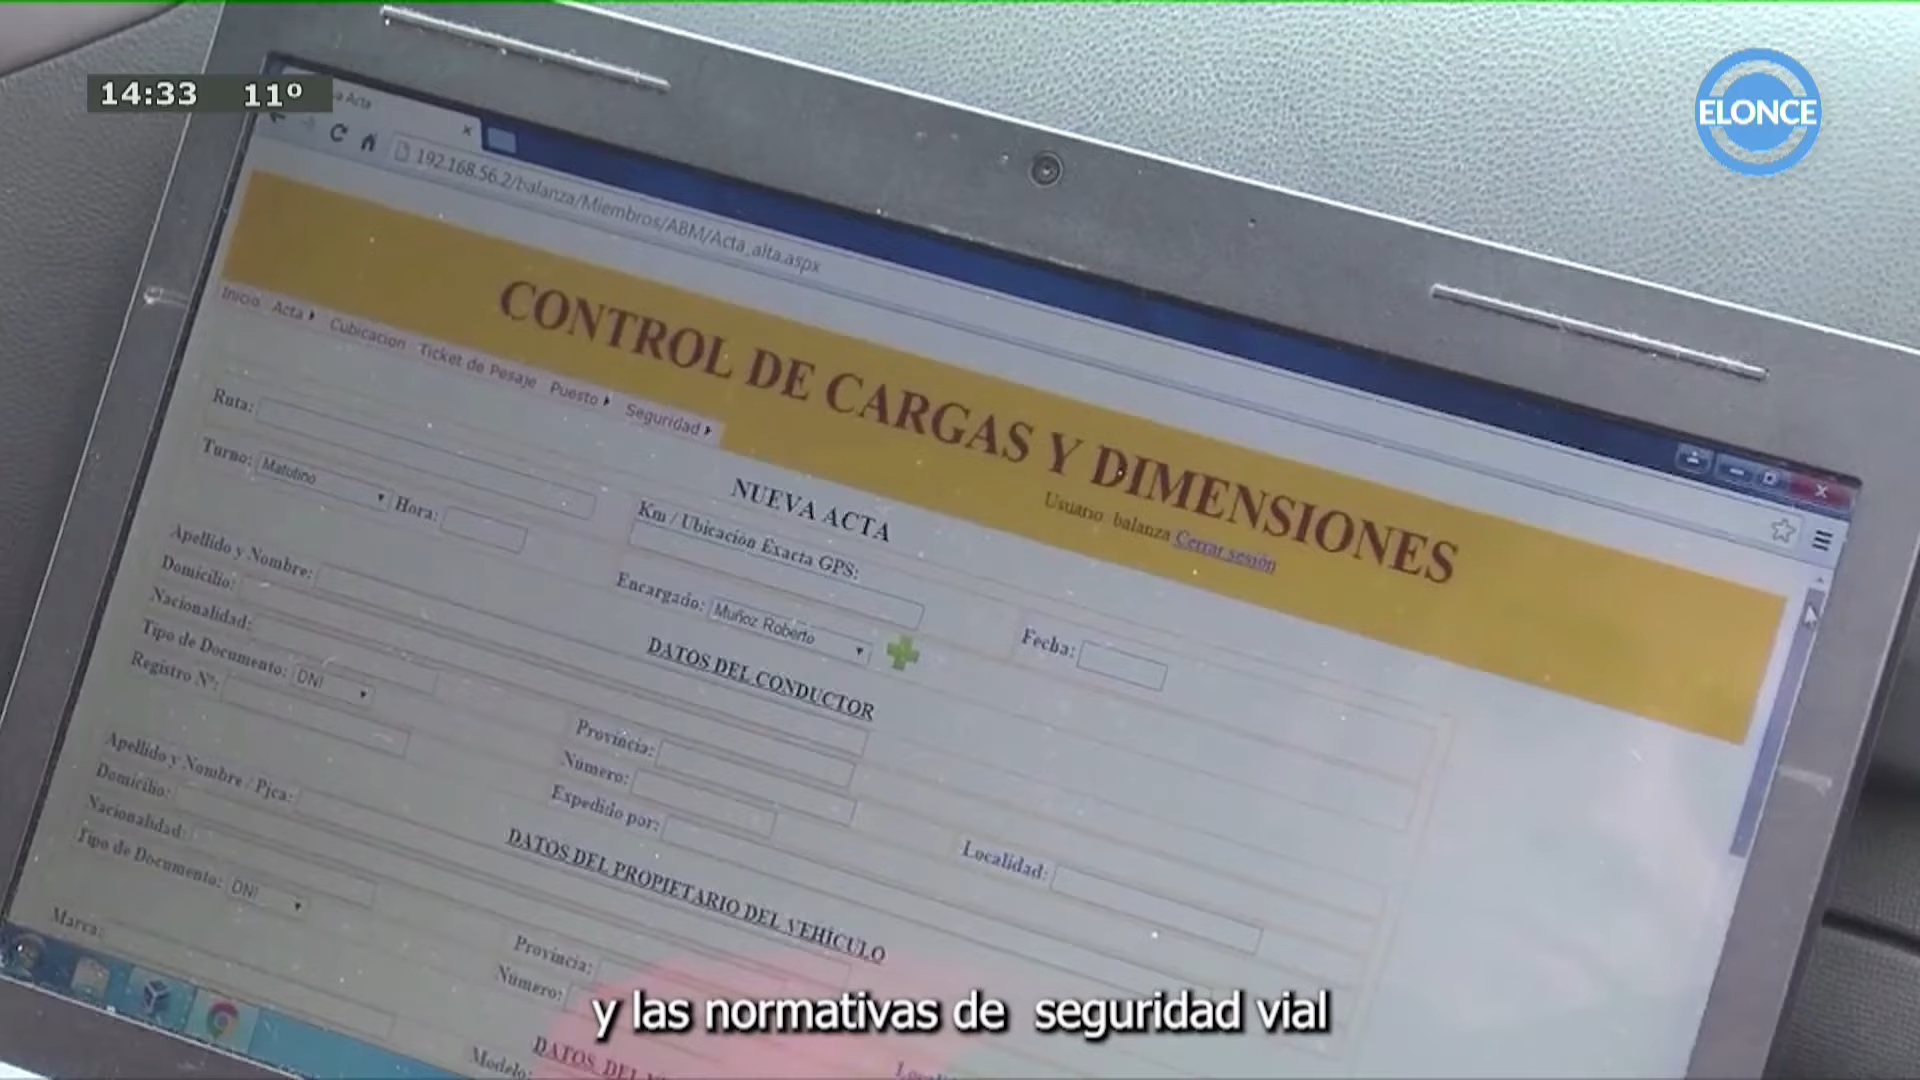 14:33 11º
ELONCE
a Acta
192.168.56.2/balanza/Miembros/ABM/Acta_alta.aspx
CONTROL DE CARGAS Y DIMENSIONES
Usuario balanza Cerrar sesión
Inicio Acta Cubicacion Ticket de Pesaje Puesto Seguridad
NUEVA ACTA
Ruta: Km / Ubicación Exacta GPS: Fecha:
Turno: Matutino Hora: Encargado: Muñoz Roberto
DATOS DEL CONDUCTOR
Apellido y Nombre:
Domicilio: Provincia: Localidad:
Nacionalidad: Número:
Tipo de Documento: DNI Expedido por:
Registro Nº:
DATOS DEL PROPIETARIO DEL VEHÍCULO
Apellido y Nombre / Pjca:
Domicilio: Provincia:
Nacionalidad: Número:
Tipo de Documento: DNI
DATOS DEL
Marca: Modelo:
y las normativas de seguridad vial